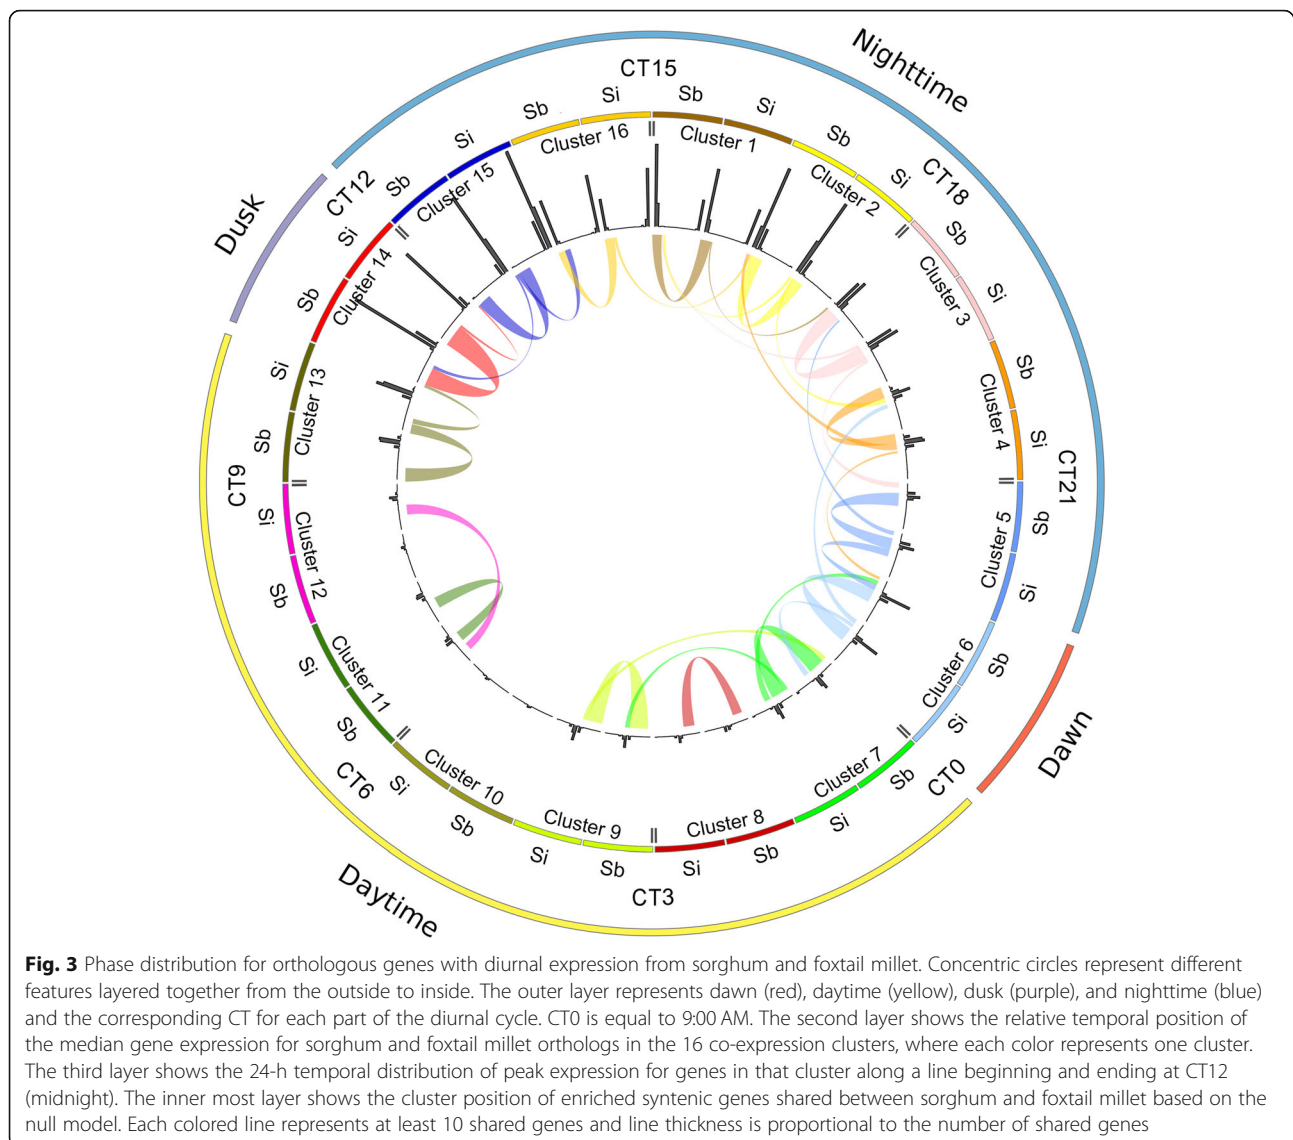 Nighttime
CT15
Sb
Si
Sb
Si
Cluster 16
Cluster 1
Sb
Si
Cluster 2
CT18
Sb
Si
Cluster 3
Sb
Si
Cluster 4
CT21
Sb
Si
Cluster 5
Sb
Si
Cluster 6
Dawn
CT0
Sb
Si
Cluster 7
Sb
Si
Cluster 8
CT3
Sb
Si
Cluster 9
Sb
Si
Cluster 10
CT6
Daytime
Sb
Si
Cluster 11
Sb
Si
Cluster 12
CT9
Sb
Si
Cluster 13
Sb
Si
Cluster 14
Dusk
CT12
Sb
Si
Cluster 15
Fig. 3 Phase distribution for orthologous genes with diurnal expression from sorghum and foxtail millet. Concentric circles represent different
features layered together from the outside to inside. The outer layer represents dawn (red), daytime (yellow), dusk (purple), and nighttime (blue)
and the corresponding CT for each part of the diurnal cycle. CT0 is equal to 9:00 AM. The second layer shows the relative temporal position of
the median gene expression for sorghum and foxtail millet orthologs in the 16 co-expression clusters, where each color represents one cluster.
The third layer shows the 24-h temporal distribution of peak expression for genes in that cluster along a line beginning and ending at CT12
(midnight). The inner most layer shows the cluster position of enriched syntenic genes shared between sorghum and foxtail millet based on the
null model. Each colored line represents at least 10 shared genes and line thickness is proportional to the number of shared genes